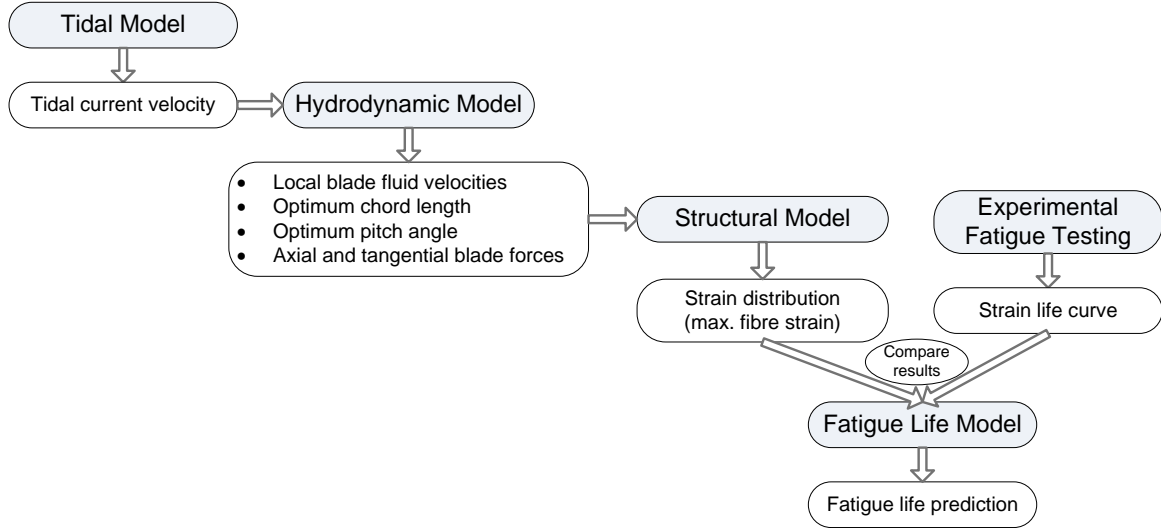 Tidal Model
Tidal current velocity
Hydrodynamic Model
• Local blade fluid velocities
• Optimum chord length
• Optimum pitch angle
• Axial and tangential blade forces
Structural Model
Strain distribution
(max. fibre strain)
Experimental
Fatigue Testing
Strain life curve
Compare
results
Fatigue Life Model
Fatigue life prediction